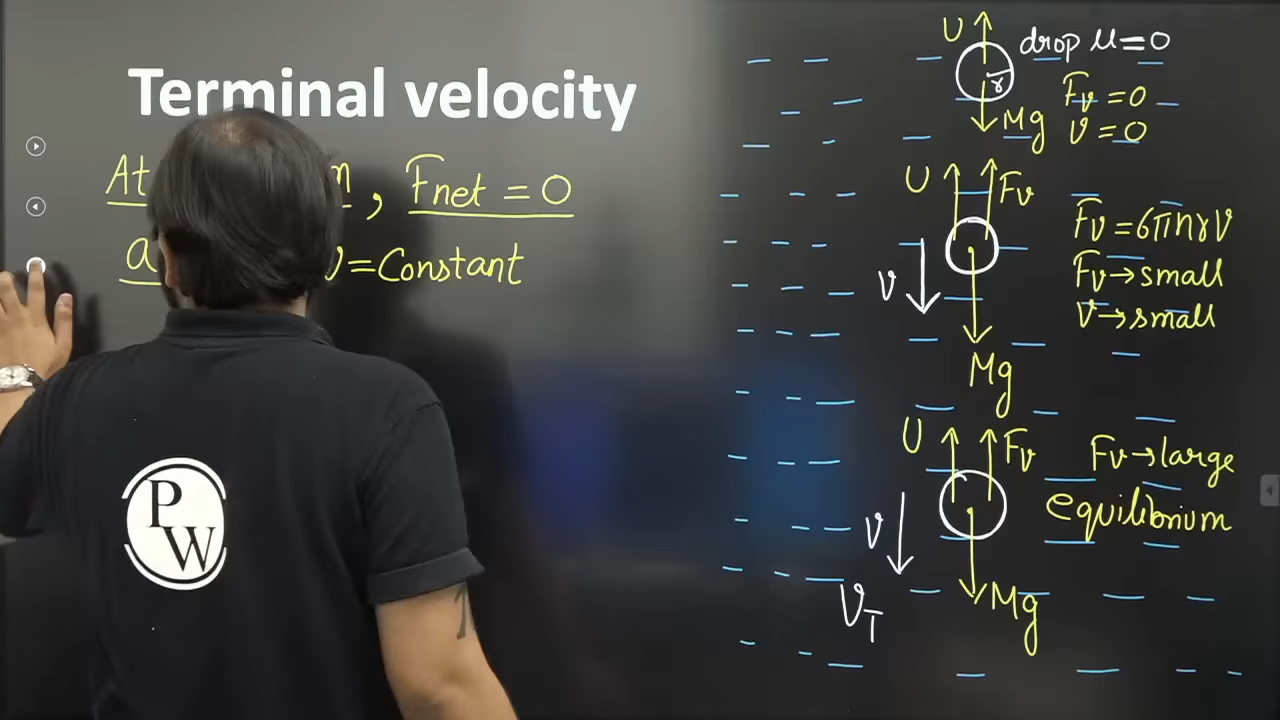 Terminal velocity
At , Fnet = 0
a = Constant
PW
U
drop u = 0
r
Fv = 0
Mg
v = 0
U Fv
Fv = 6πηrv
v
Fv → small
v → small
Mg
U Fv
Fv → large
equilibrium
v
Mg
VT